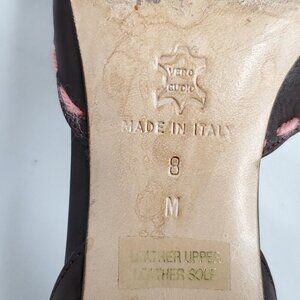 VERO
CUOIO
MADE IN ITALY
8
M
LEATHER UPPER
LEATHER SOLE